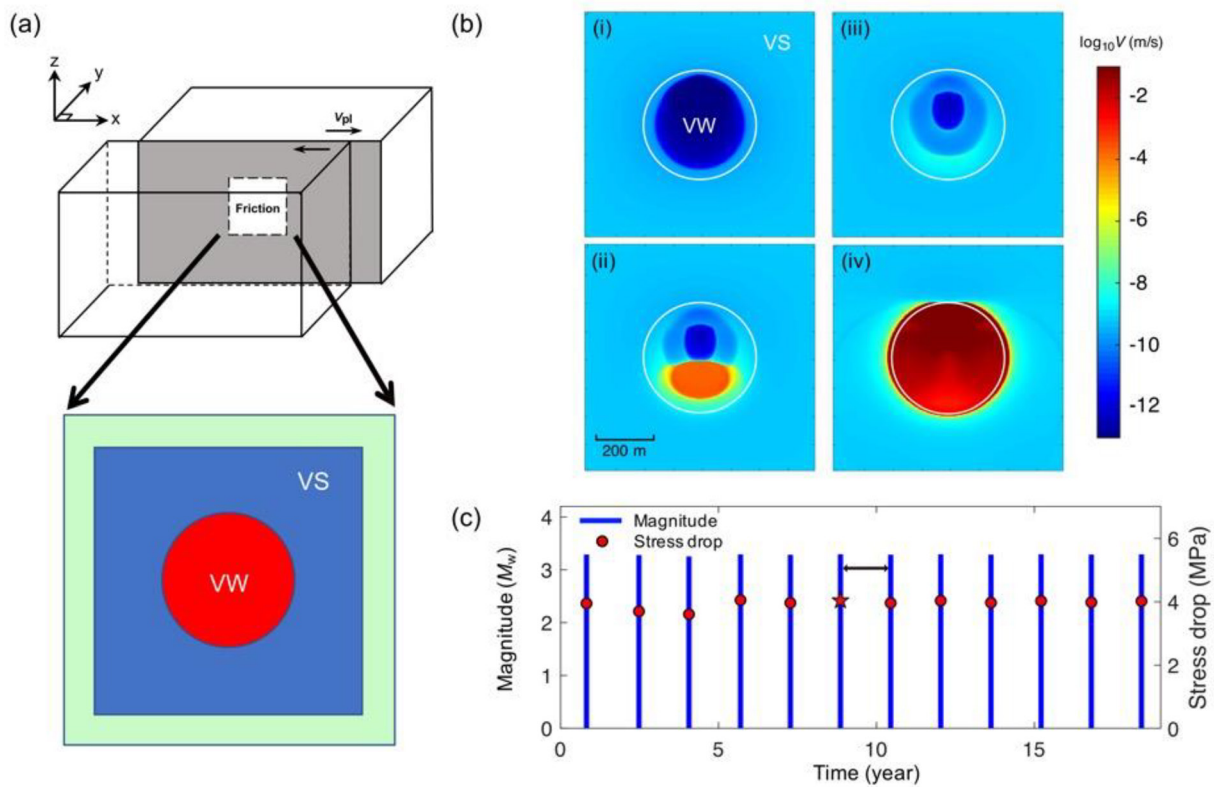 (a)
z
y
x
Vpl
Friction
VS
VW
(b)
(i)
VS
VW
(iii)
(ii)
200 m
(iv)
log10V (m/s)
-2
-4
-6
-8
-10
-12
(c)
Magnitude
Stress drop
Magnitude (Mw)
4
3
2
1
0
Stress drop (MPa)
6
4
2
0
0
5
10
15
Time (year)